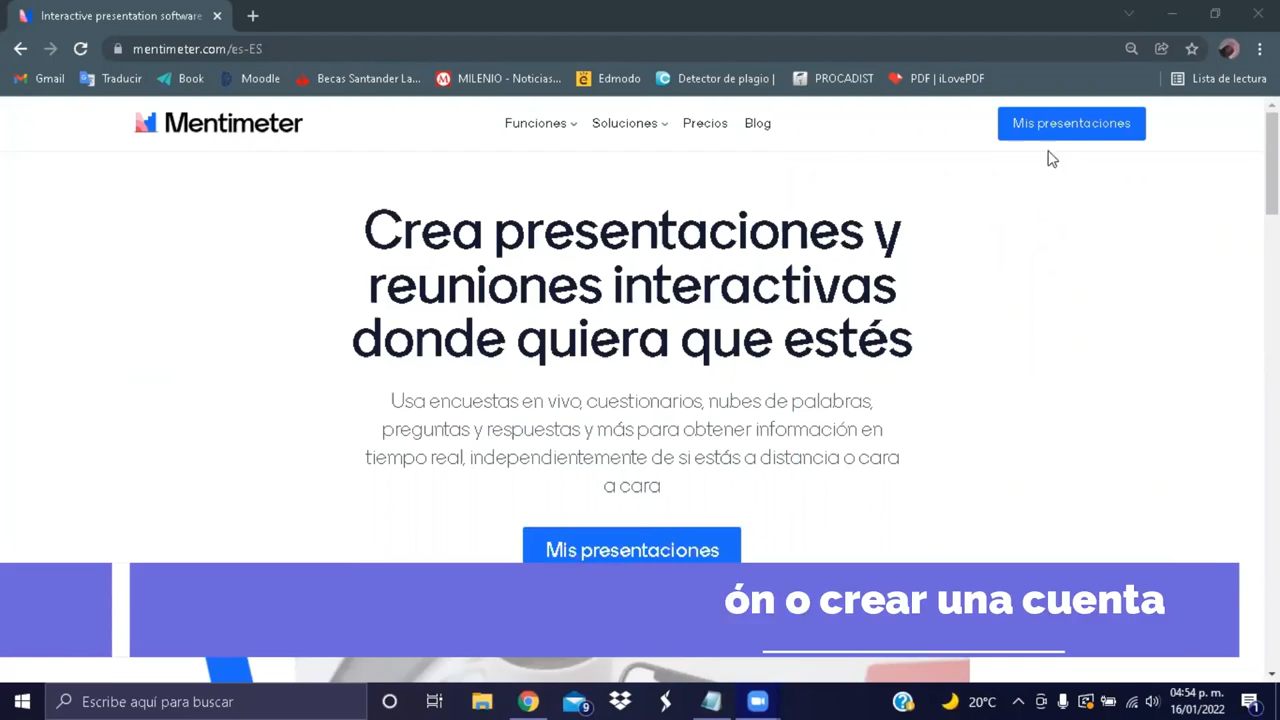 Interactive presentation software
mentimeter.com/es-ES
Gmail
Traducir
Book
Moodle
Becas Santander La...
MILENIO - Noticias...
Edmodo
Detector de plagio |
PROCADIST
PDF | iLovePDF
Lista de lectura
Mentimeter
Funciones
Soluciones
Precios
Blog
Mis presentaciones
Crea presentaciones y
reuniones interactivas
donde quiera que estés
Usa encuestas en vivo, cuestionarios, nubes de palabras,
preguntas y respuestas y más para obtener información en
tiempo real, independientemente de si estás a distancia o cara
a cara
Mis presentaciones
ón o crear una cuenta
Escribe aquí para buscar
9
20°C
04:54 p. m.
16/01/2022
1